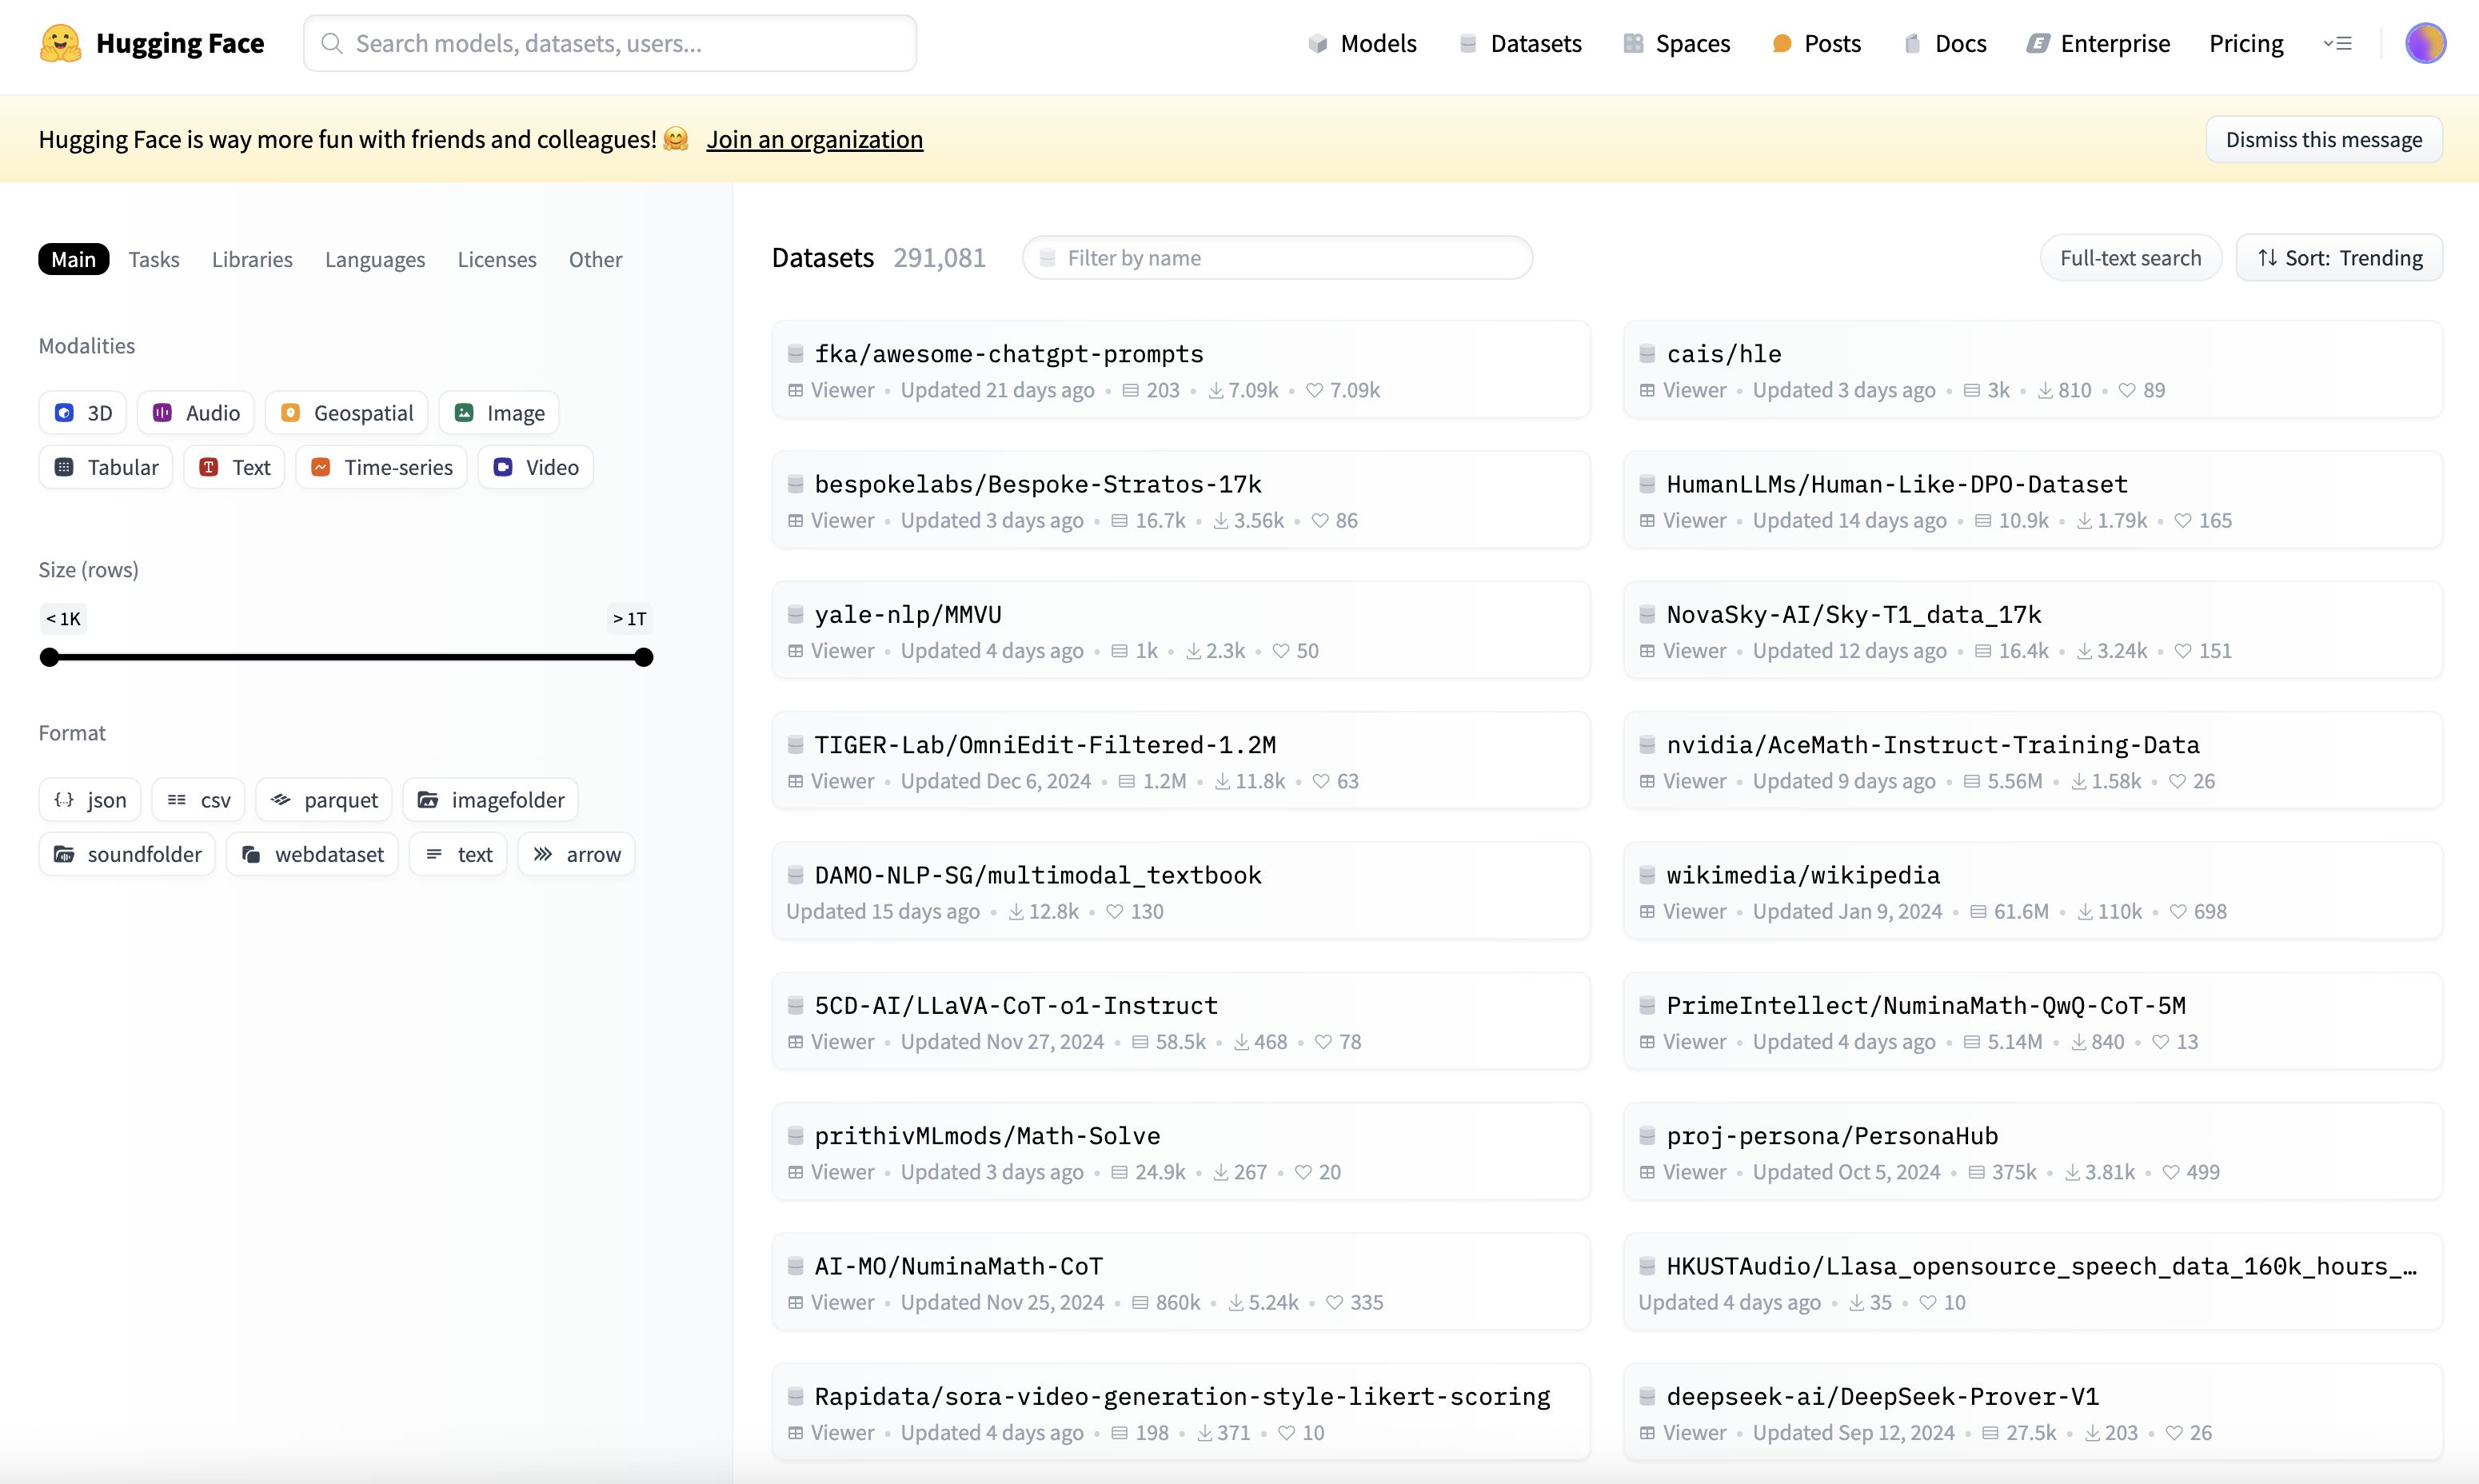 Hugging Face
Search models, datasets, users...
Models
Datasets
Spaces
Posts
Docs
Enterprise
Pricing
Hugging Face is way more fun with friends and colleagues! 🤗 Join an organization
Dismiss this message
Main Tasks Libraries Languages Licenses Other
Modalities
3D Audio Geospatial Image
Tabular Text Time-series Video
Size (rows)
< 1K > 1T
Format
json csv parquet imagefolder
soundfolder webdataset text arrow
Datasets 291,081
Filter by name
Full-text search
Sort: Trending
fka/awesome-chatgpt-prompts
Viewer • Updated 21 days ago • 203 • 7.09k • 7.09k
cais/hle
Viewer • Updated 3 days ago • 3k • 810 • 89
bespokelabs/Bespoke-Stratos-17k
Viewer • Updated 3 days ago • 16.7k • 3.56k • 86
HumanLLMs/Human-Like-DPO-Dataset
Viewer • Updated 14 days ago • 10.9k • 1.79k • 165
yale-nlp/MMVU
Viewer • Updated 4 days ago • 1k • 2.3k • 50
NovaSky-AI/Sky-T1_data_17k
Viewer • Updated 12 days ago • 16.4k • 3.24k • 151
TIGER-Lab/OmniEdit-Filtered-1.2M
Viewer • Updated Dec 6, 2024 • 1.2M • 11.8k • 63
nvidia/AceMath-Instruct-Training-Data
Viewer • Updated 9 days ago • 5.56M • 1.58k • 26
DAMO-NLP-SG/multimodal_textbook
Updated 15 days ago • 12.8k • 130
wikimedia/wikipedia
Viewer • Updated Jan 9, 2024 • 61.6M • 110k • 698
5CD-AI/LLaVA-CoT-o1-Instruct
Viewer • Updated Nov 27, 2024 • 58.5k • 468 • 78
PrimeIntellect/NuminaMath-QwQ-CoT-5M
Viewer • Updated 4 days ago • 5.14M • 840 • 13
prithivMLmods/Math-Solve
Viewer • Updated 3 days ago • 24.9k • 267 • 20
proj-persona/PersonaHub
Viewer • Updated Oct 5, 2024 • 375k • 3.81k • 499
AI-MO/NuminaMath-CoT
Viewer • Updated Nov 25, 2024 • 860k • 5.24k • 335
HKUSTAudio/Llasa_opensource_speech_data_160k_hours_…
Updated 4 days ago • 35 • 10
Rapidata/sora-video-generation-style-likert-scoring
Viewer • Updated 4 days ago • 198 • 371 • 10
deepseek-ai/DeepSeek-Prover-V1
Viewer • Updated Sep 12, 2024 • 27.5k • 203 • 26